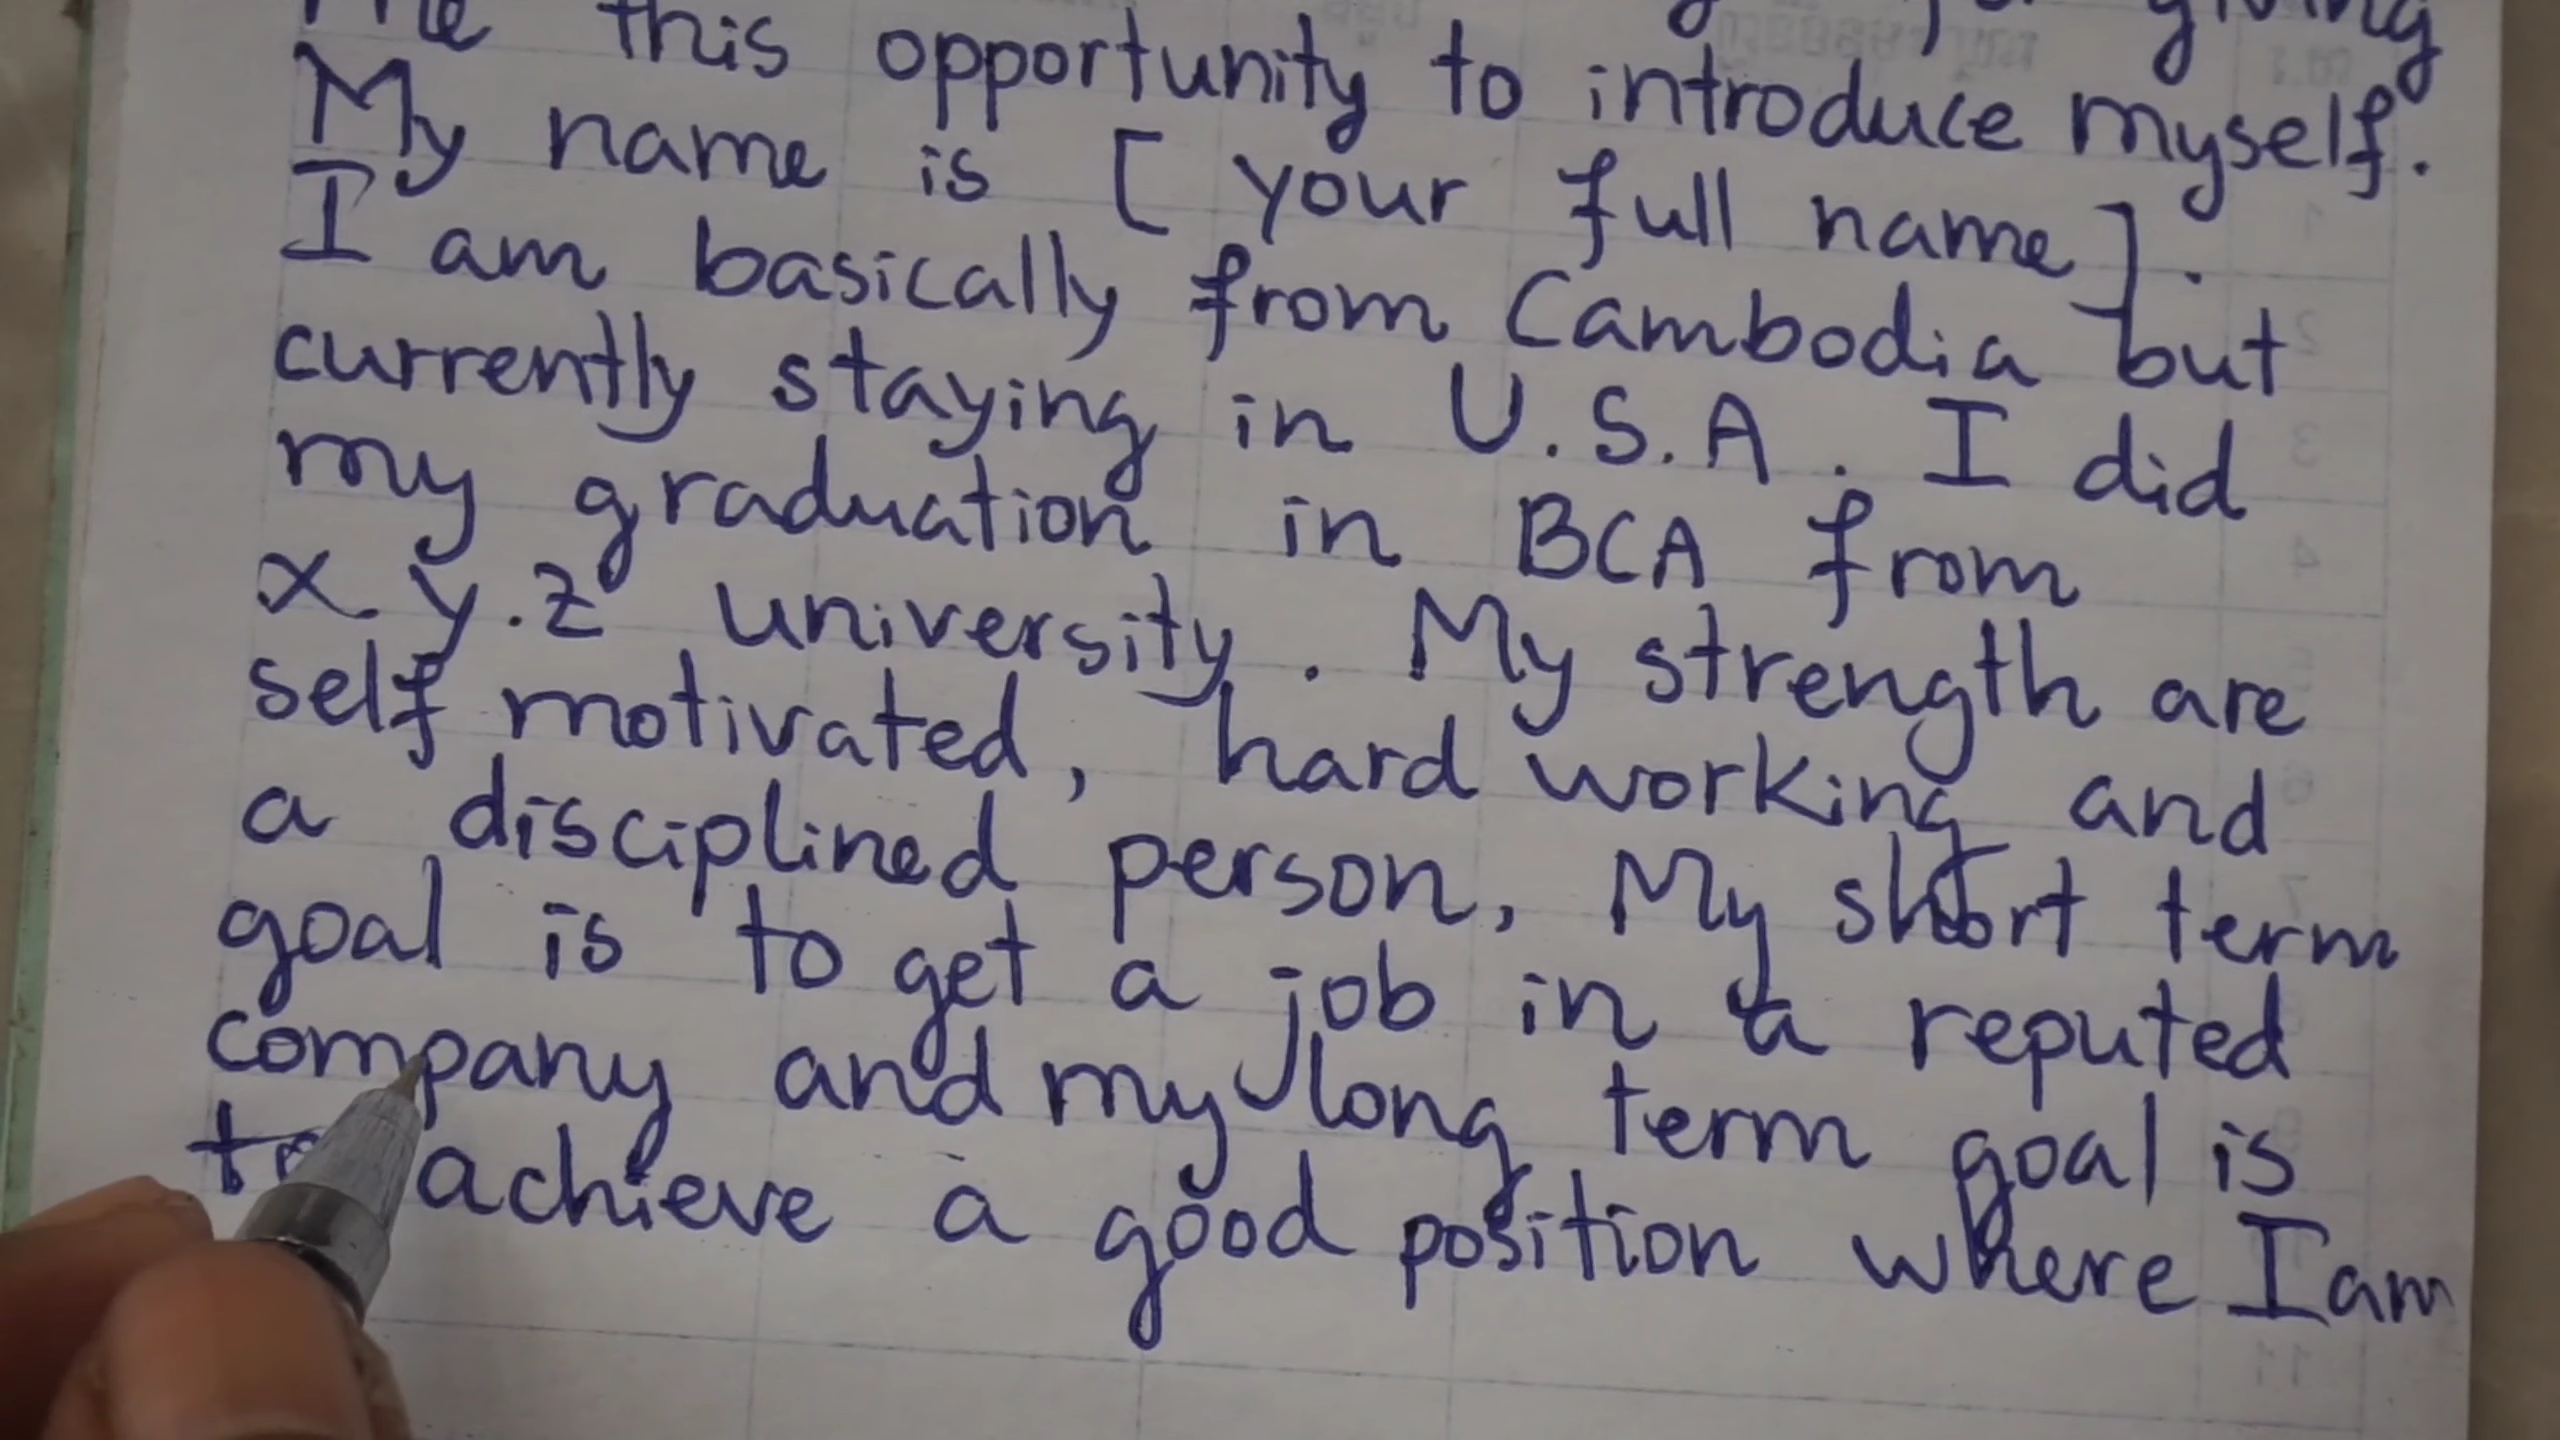 me this opportunity to introduce myself.
My name is [ your full name ].
I am basically from Cambodia but
currently staying in U.S.A. I did
my graduation in BCA from
x.y.z university. My strength are
self motivated, hard working and
a disciplined person. My short term
goal is to get a job in a reputed
company and my long term goal is
to achieve a good position where I am